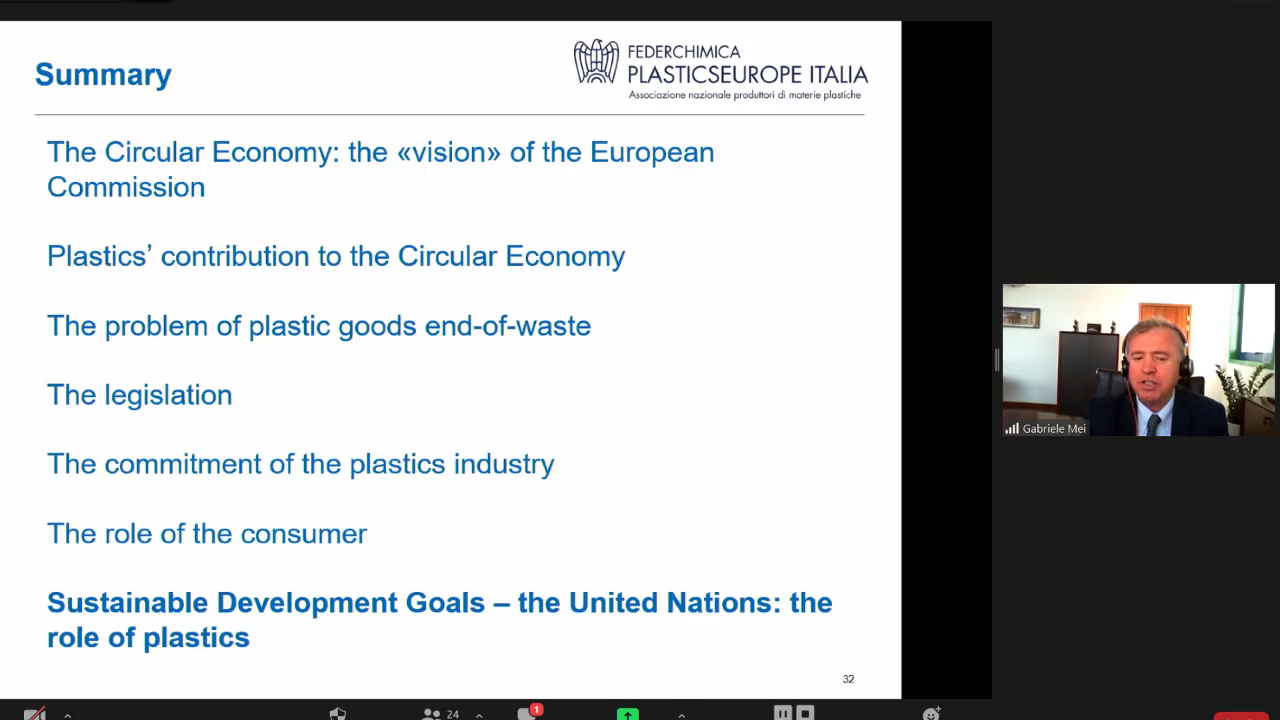 Summary
FEDERCHIMICA
PLASTICSEUROPE ITALIA
Associazione nazionale produttori di materie plastiche
The Circular Economy: the «vision» of the European
Commission
Plastics’ contribution to the Circular Economy
The problem of plastic goods end-of-waste
The legislation
The commitment of the plastics industry
The role of the consumer
Sustainable Development Goals – the United Nations: the
role of plastics
32
Gabriele Mei
24
1